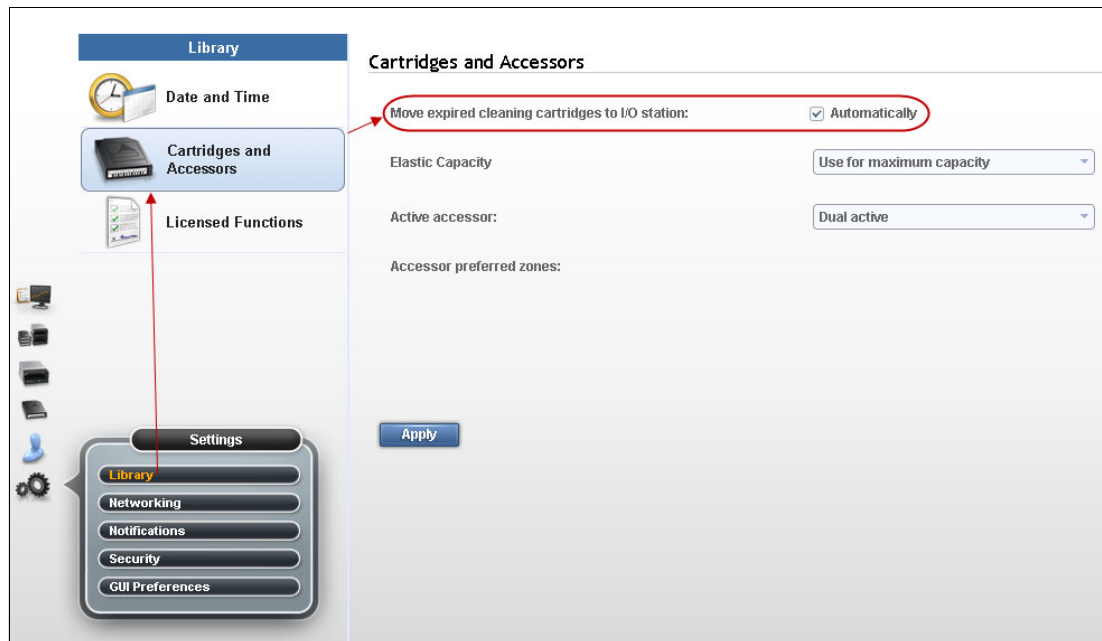 Library
Date and Time
Cartridges and
Accessors
Licensed Functions
Cartridges and Accessors
Move expired cleaning cartridges to I/O station:
Automatically
Elastic Capacity
Use for maximum capacity
Active accessor:
Dual active
Accessor preferred zones:
Apply
Settings
Library
Networking
Notifications
Security
GUI Preferences